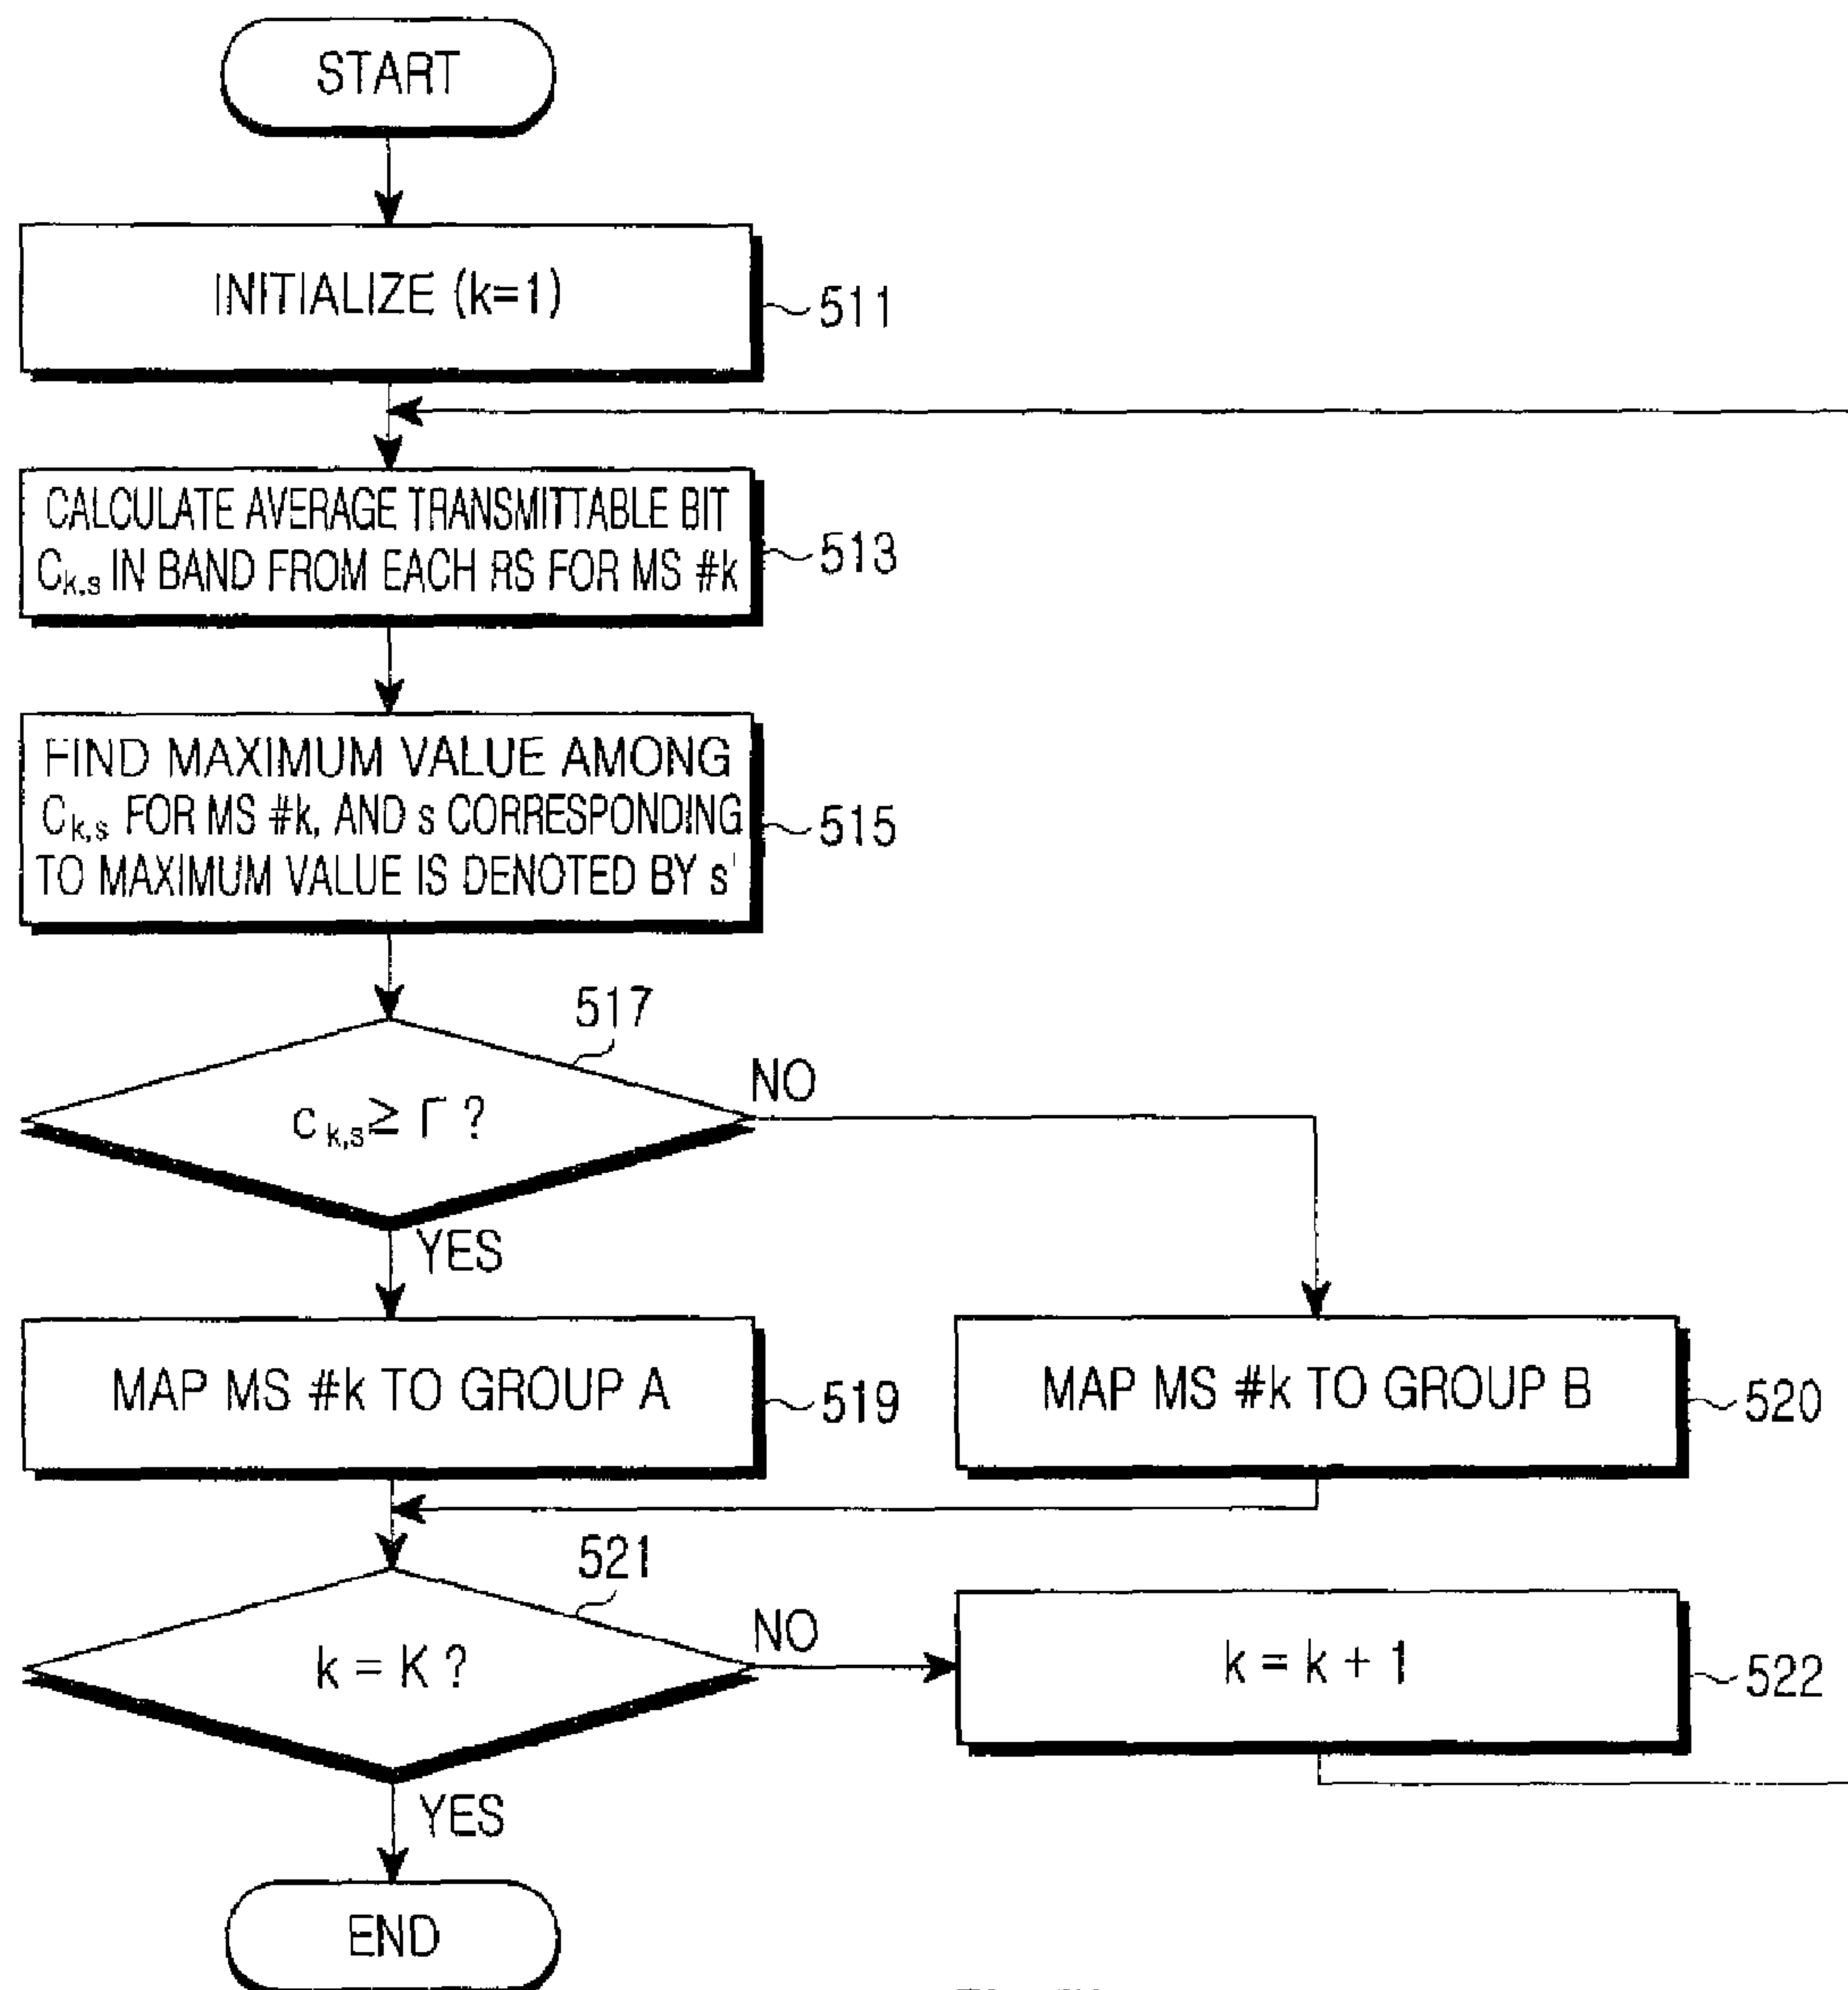 START
INITIALIZE (k=1)
511
CALCULATE AVERAGE TRANSMITTABLE BIT
Ck,s IN BAND FROM EACH RS FOR MS #k
513
FIND MAXIMUM VALUE AMONG
Ck,s FOR MS #k, AND s CORRESPONDING
TO MAXIMUM VALUE IS DENOTED BY s'
515
517
ck,s ≥ Γ ?
NO
YES
MAP MS #k TO GROUP A
519
MAP MS #k TO GROUP B
520
521
k = K ?
NO
k = k + 1
522
YES
END